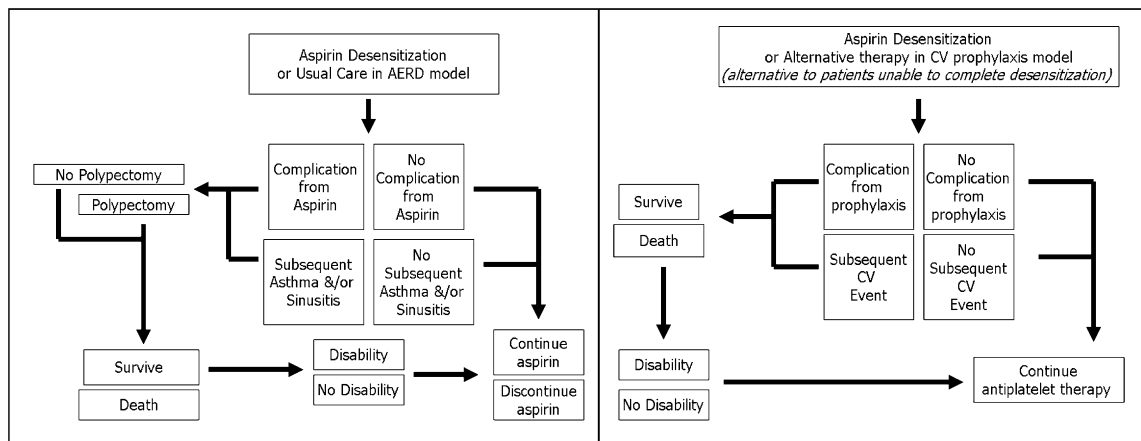 Aspirin Desensitization
or Usual Care in AERD model
No Polypectomy
Polypectomy
Complication
from
Aspirin
No
Complication
from
Aspirin
Subsequent
Asthma &/or
Sinusitis
No
Subsequent
Asthma &/or
Sinusitis
Survive
Death
Disability
No Disability
Continue
aspirin
Discontinue
aspirin
Aspirin Desensitization
or Alternative therapy in CV prophylaxis model
(alternative to patients unable to complete desensitization)
Survive
Death
Complication
from
prophylaxis
No
Complication
from
prophylaxis
Subsequent
CV
Event
No
Subsequent
CV
Event
Disability
No Disability
Continue
antiplatelet therapy